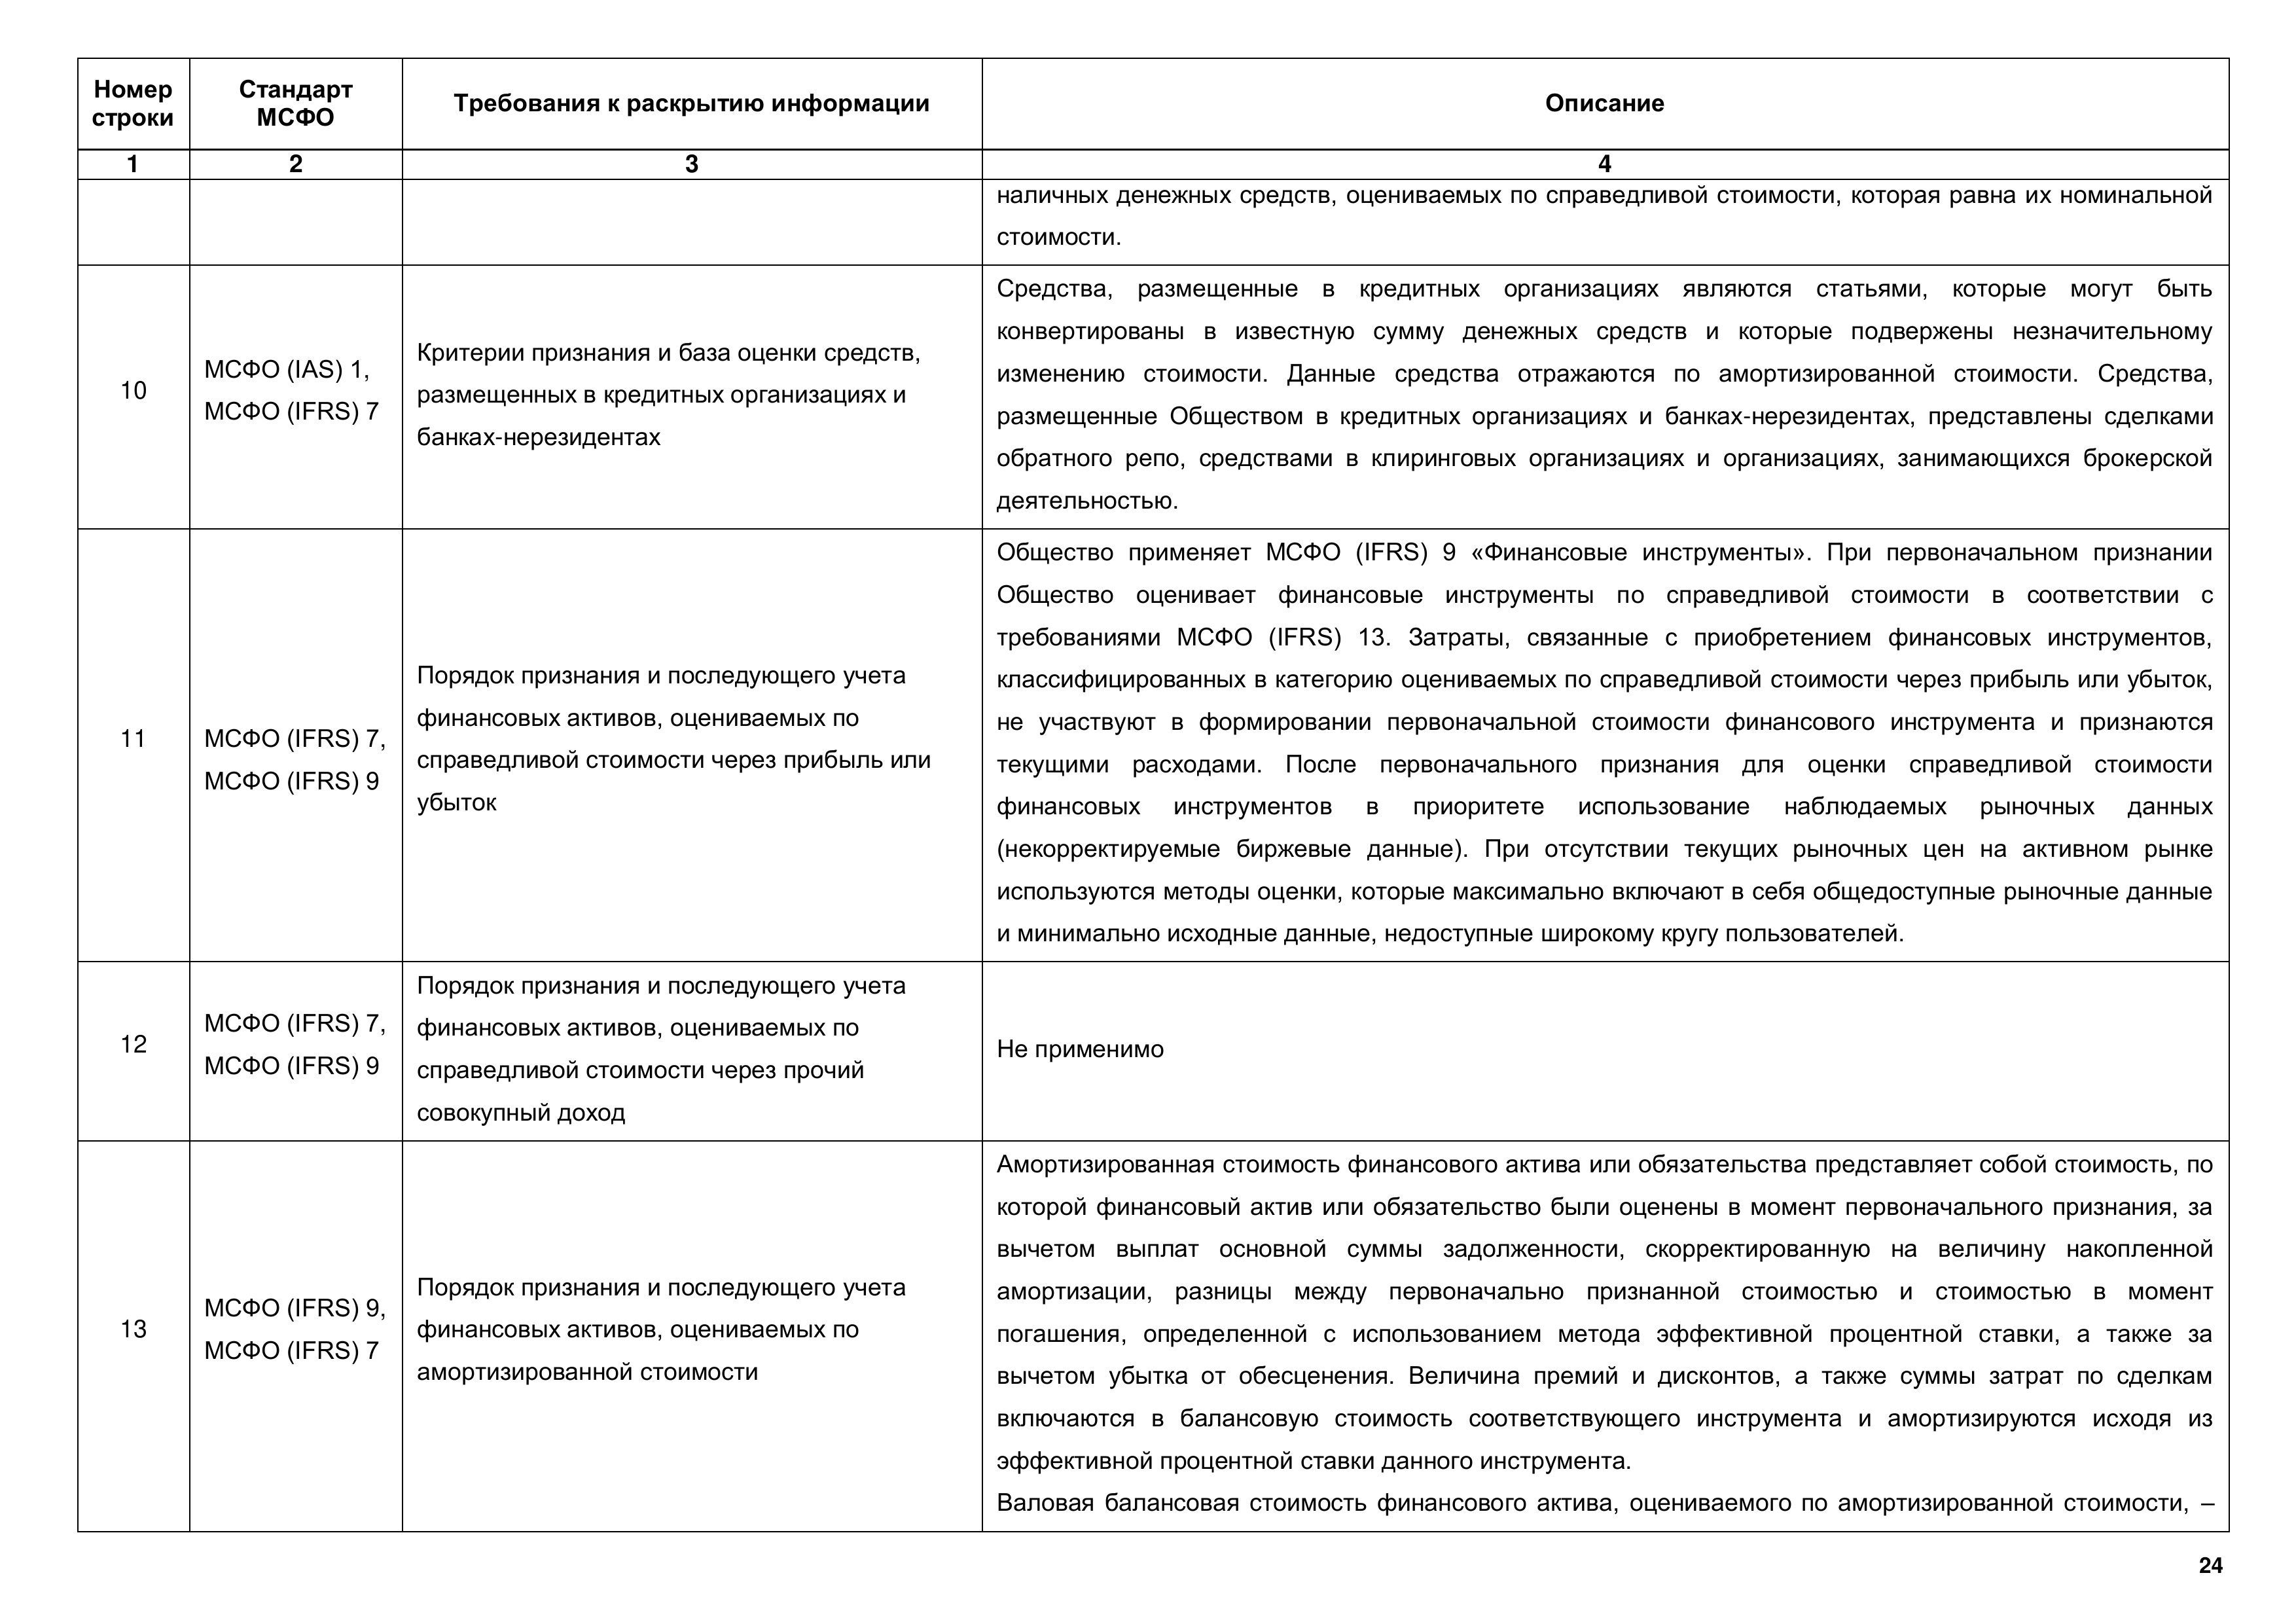 Номер
строки
Стандарт
МСФО
Требования к раскрытию информации
Описание
1
2
3
4
наличных денежных средств, оцениваемых по справедливой стоимости, которая равна их номинальной
стоимости.
10
МСФО (IAS) 1,
МСФО (IFRS) 7
Критерии признания и база оценки средств,
размещенных в кредитных организациях и
банках-нерезидентах
Средства, размещенные в кредитных организациях являются статьями, которые могут быть
конвертированы в известную сумму денежных средств и которые подвержены незначительному
изменению стоимости. Данные средства отражаются по амортизированной стоимости. Средства,
размещенные Обществом в кредитных организациях и банках-нерезидентах, представлены сделками
обратного репо, средствами в клиринговых организациях и организациях, занимающихся брокерской
деятельностью.
11
МСФО (IFRS) 7,
МСФО (IFRS) 9
Порядок признания и последующего учета
финансовых активов, оцениваемых по
справедливой стоимости через прибыль или
убыток
Общество применяет МСФО (IFRS) 9 «Финансовые инструменты». При первоначальном признании
Общество оценивает финансовые инструменты по справедливой стоимости в соответствии с
требованиями МСФО (IFRS) 13. Затраты, связанные с приобретением финансовых инструментов,
классифицированных в категорию оцениваемых по справедливой стоимости через прибыль или убыток,
не участвуют в формировании первоначальной стоимости финансового инструмента и признаются
текущими расходами. После первоначального признания для оценки справедливой стоимости
финансовых инструментов в приоритете использование наблюдаемых рыночных данных
(некорректируемые биржевые данные). При отсутствии текущих рыночных цен на активном рынке
используются методы оценки, которые максимально включают в себя общедоступные рыночные данные
и минимально исходные данные, недоступные широкому кругу пользователей.
12
МСФО (IFRS) 7,
МСФО (IFRS) 9
Порядок признания и последующего учета
финансовых активов, оцениваемых по
справедливой стоимости через прочий
совокупный доход
Не применимо
13
МСФО (IFRS) 9,
МСФО (IFRS) 7
Порядок признания и последующего учета
финансовых активов, оцениваемых по
амортизированной стоимости
Амортизированная стоимость финансового актива или обязательства представляет собой стоимость, по
которой финансовый актив или обязательство были оценены в момент первоначального признания, за
вычетом выплат основной суммы задолженности, скорректированную на величину накопленной
амортизации, разницы между первоначально признанной стоимостью и стоимостью в момент
погашения, определенной с использованием метода эффективной процентной ставки, а также за
вычетом убытка от обесценения. Величина премий и дисконтов, а также суммы затрат по сделкам
включаются в балансовую стоимость соответствующего инструмента и амортизируются исходя из
эффективной процентной ставки данного инструмента.
Валовая балансовая стоимость финансового актива, оцениваемого по амортизированной стоимости, –
24